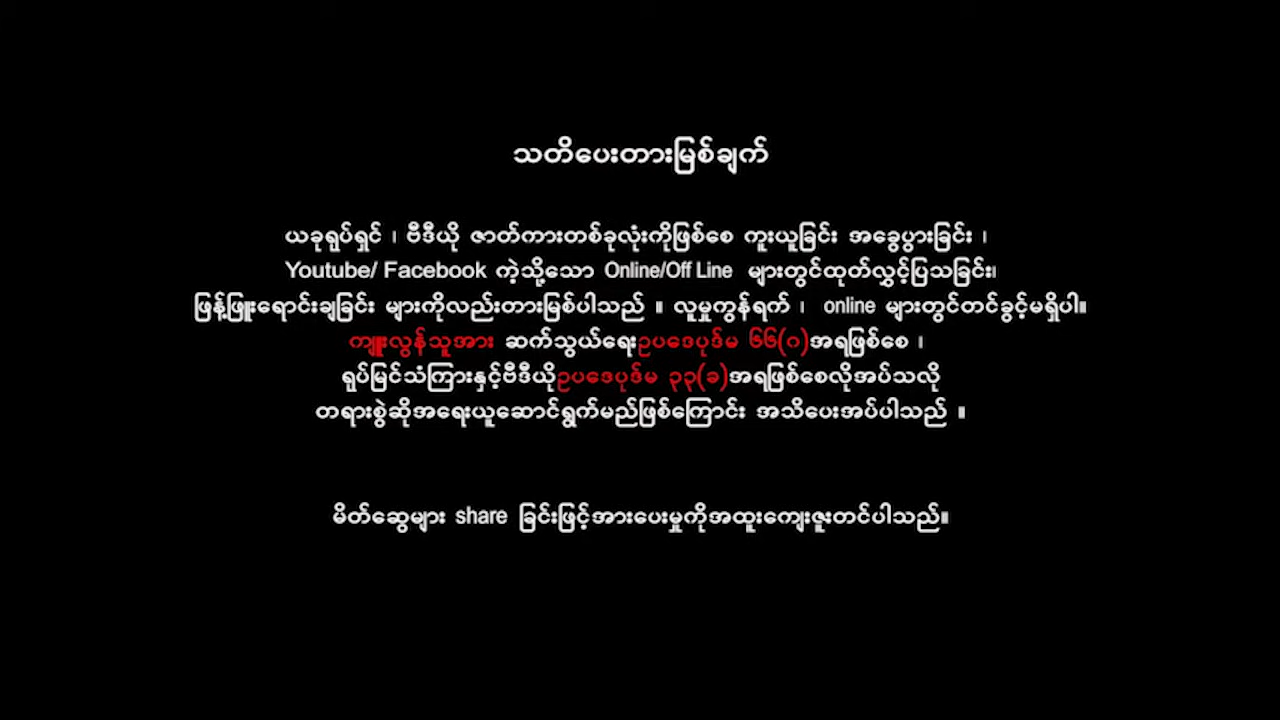 သတိပေးတားမြစ်ချက်
ယခုရုပ်ရှင် ၊ ဗီဒီယို ဇာတ်ကားတစ်ခုလုံးကိုဖြစ်စေ ကူးယူခြင်း အခွေပွားခြင်း ၊
Youtube/ Facebook ကဲ့သို့သော Online/Off Line များတွင်ထုတ်လွှင့်ပြသခြင်း၊
ဖြန့်ဖြူးရောင်းချခြင်း များကိုလည်းတားမြစ်ပါသည် ။ လူမှုကွန်ရက် ၊ online များတွင်တင်ခွင့်မရှိပါ။
ကျူးလွန်သူအား ဆက်သွယ်ရေးဥပဒေပုဒ်မ ၆၆(ဂ)အရဖြစ်စေ ၊
ရုပ်မြင်သံကြားနှင့်ဗီဒီယိုဥပဒေပုဒ်မ ၃၃(ခ)အရဖြစ်စေလိုအပ်သလို
တရားစွဲဆိုအရေးယူဆောင်ရွက်မည်ဖြစ်ကြောင်း အသိပေးအပ်ပါသည် ။
မိတ်ဆွေများ share ခြင်းဖြင့်အားပေးမှုကိုအထူးကျေးဇူးတင်ပါသည်။